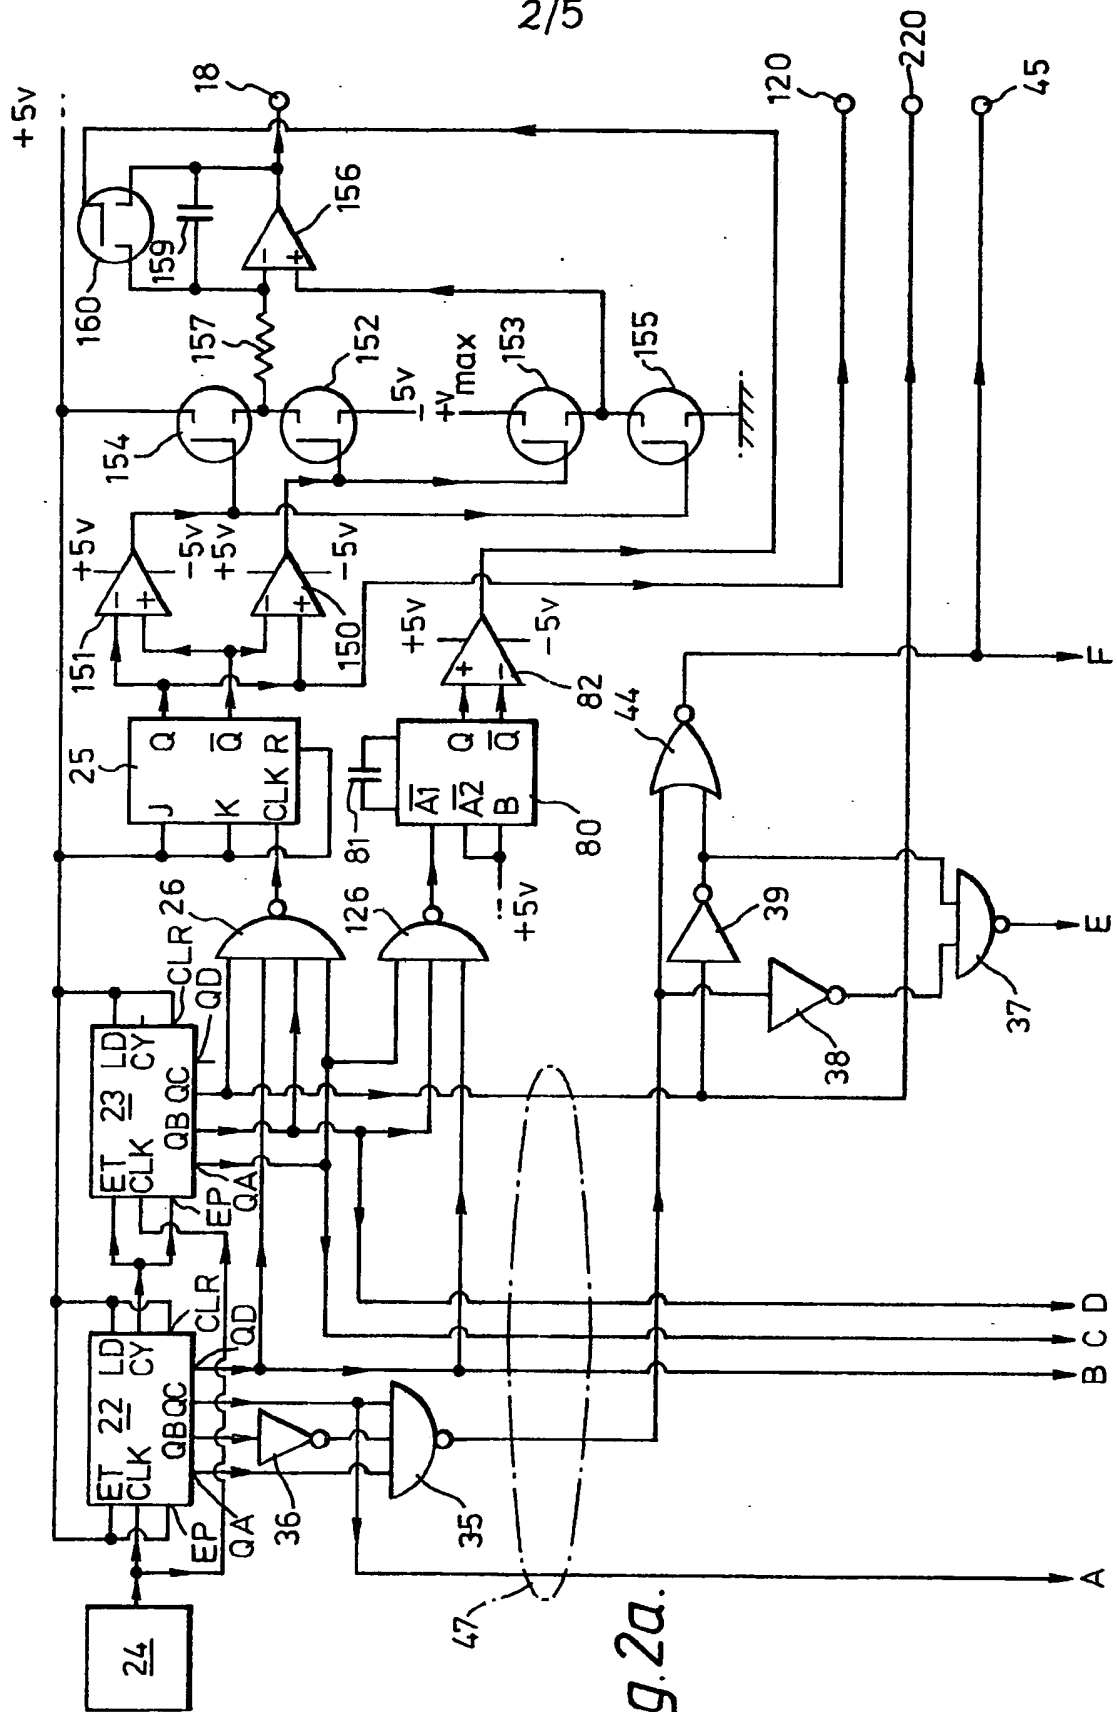 2/5
+5v
24
ET
CLK
22
LD
CY
QB
QC
EP
QA
CLR
QD
ET
CLK
23
LD
CY
QB
QC
EP
QA
CLR
QD
36
35
26
126
25
J
K
CLK
Q
Q̅
R
81
A̅1̅
A̅2̅
B
Q
Q̅
80
+5v
151
−
+
+5v
−5v
+5v
−
+
−5v
150
+5v
+
−
−5v
82
154
152
−5v
+Vmax
153
155
157
160
159
−
+
156
18
44
39
38
37
47
120
220
45
A
B
C
D
E
F
g.2a.